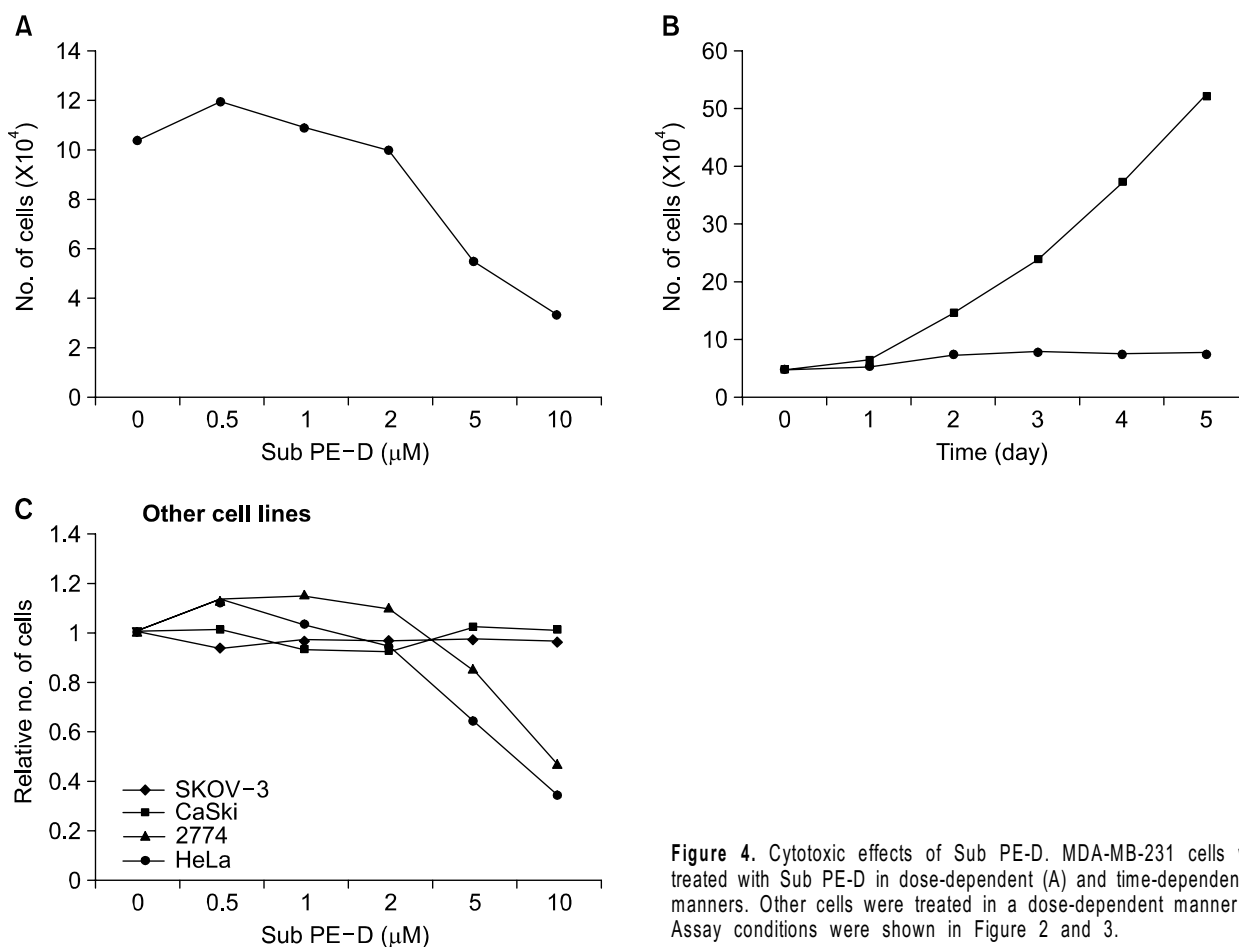 A
14
12
10
8
6
4
2
0
No. of cells (X10⁴)
0 0.5 1 2 5 10
Sub PE−D (μM)
B
60
50
40
30
20
10
0
No. of cells (X10⁴)
0 1 2 3 4 5
Time (day)
C
Other cell lines
1.4
1.2
1
0.8
0.6
0.4
0.2
0
Relative no. of cells
SKOV−3
CaSki
2774
HeLa
0 0.5 1 2 5 10
Sub PE−D (μM)
Figure 4. Cytotoxic effects of Sub PE-D. MDA-MB-231 cells
treated with Sub PE-D in dose-dependent (A) and time-dependent
manners. Other cells were treated in a dose-dependent manner
Assay conditions were shown in Figure 2 and 3.